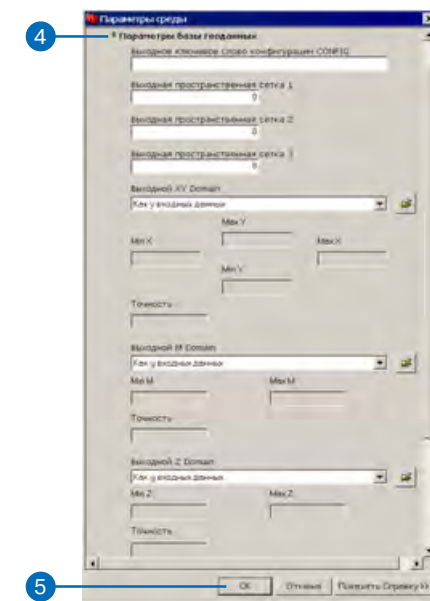 Параметры среды
4
Параметры базы геоданных
Выходное ключевое слово конфигурации CONFIG
Выходная пространственная сетка 1
0
Выходная пространственная сетка 2
0
Выходная пространственная сетка 3
0
Выходной XY Domain
Как у входных данных
Max Y
Min X
Max X
Min Y
Точность
Выходной M Domain
Как у входных данных
Min M
Max M
Точность
Выходной Z Domain
Как у входных данных
Min Z
Max Z
Точность
5
OK
Отмена
Показать Справку >>